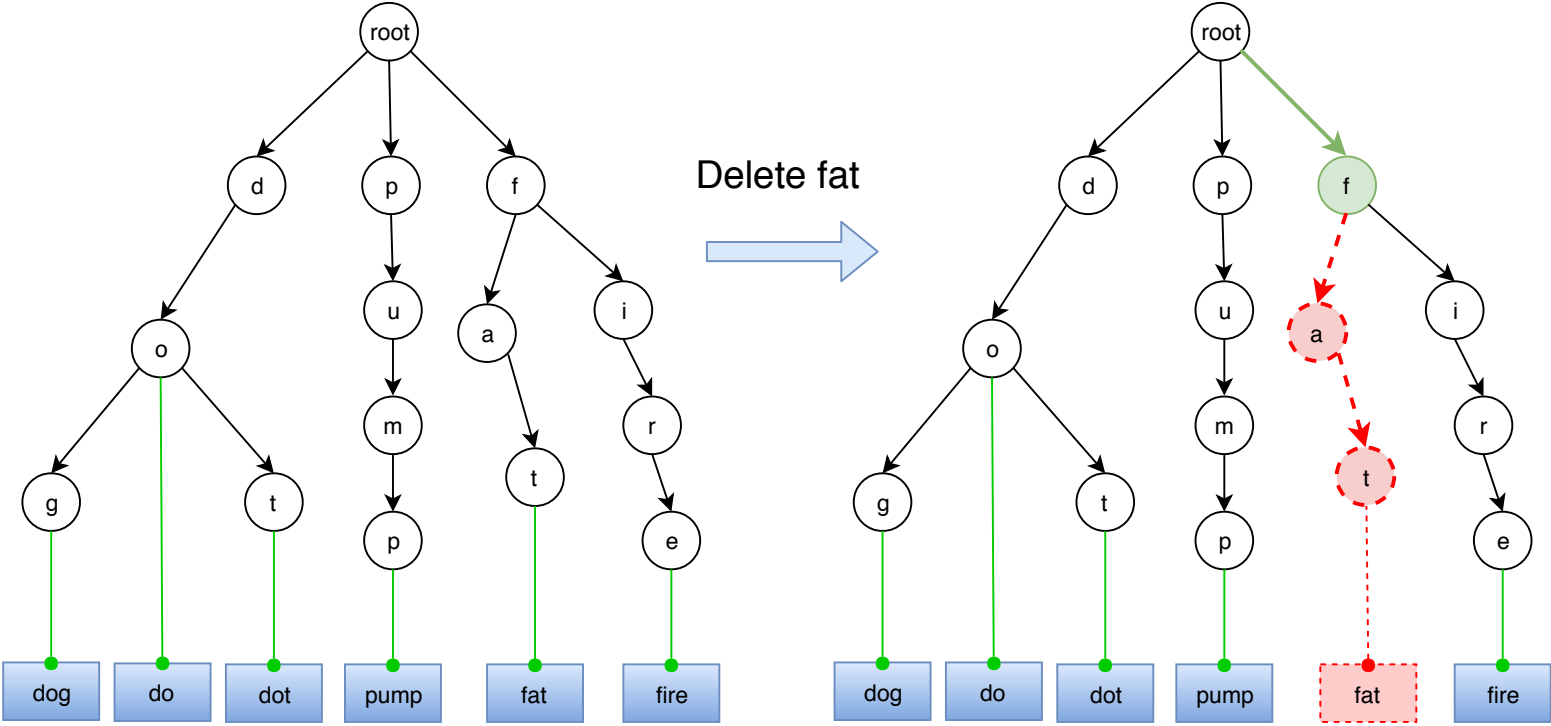 root
d p f
o u a i
g t m t r
p e
dog do dot pump fat fire
Delete fat
root
d p f
o u a i
g t m t r
p e
dog do dot pump fat fire